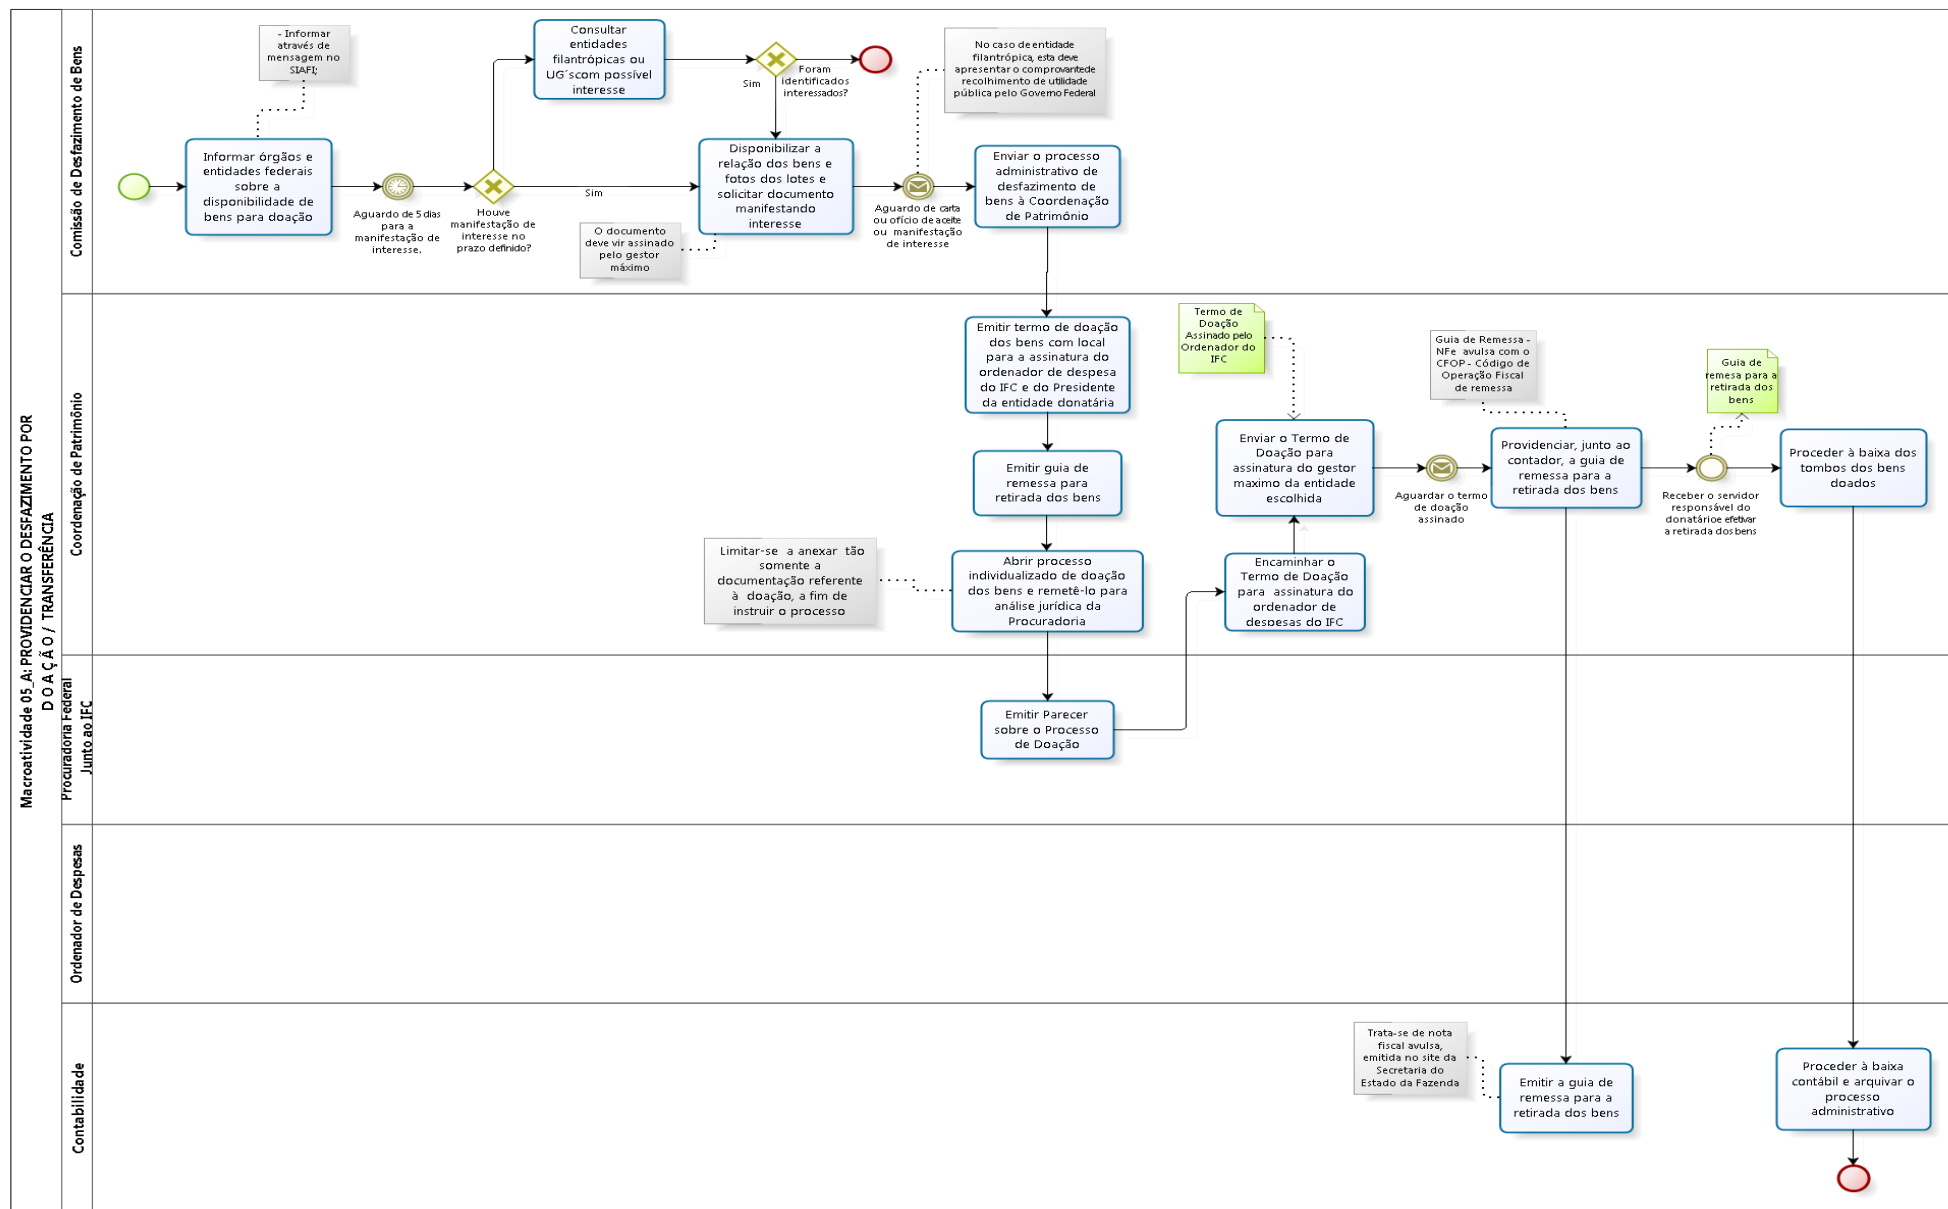 Macroatividade 05_A: PROVIDENCIAR O DESFAZIMENTO POR
D O A Ç Ã O / TRANSFERÊNCIA
Comissão de Desfazimento de Bens
- Informar
através de
mensagem no
SIAFI;
Informar órgãos e
entidades federais
sobre a
disponibilidade de
bens para doação
Aguardo de 5 dias
para a
manifestação de
interesse.
Houve
manifestação de
interesse no
prazo definido?
Consultar
entidades
filantrópicas ou
UG´scom possível
interesse
Sim
Foram
identificados
interessados?
Sim
Disponibilizar a
relação dos bens e
fotos dos lotes e
solicitar documento
manifestando
interesse
O documento
deve vir assinado
pelo gestor
máximo
No caso de entidade
filantrópica, esta deve
apresentar o comprovantede
recolhimento de utilidade
pública pelo Governo Federal
Aguardo de carta
ou ofício de aceite
ou manifestação
de interesse
Enviar o processo
administrativo de
desfazimento de
bens à Coordenação
de Patrimônio
Coordenação de Patrimônio
Emitir termo de doação
dos bens com local
para a assinatura do
ordenador de despesa
do IFC e do Presidente
da entidade donatária
Emitir guia de
remessa para
retirada dos bens
Limitar-se a anexar tão
somente a
documentação referente
à doação, a fim de
instruir o processo
Abrir processo
individualizado de doação
dos bens e remetê-lo para
análise jurídica da
Procuradoria
Termo de
Doação
Assinado pelo
Ordenador do
IFC
Enviar o Termo de
Doação para
assinatura do gestor
maximo da entidade
escolhida
Encaminhar o
Termo de Doação
para assinatura do
ordenador de
despesas do IFC
Aguardar o termo
de doação
assinado
Guia de Remessa -
NFe avulsa com o
CFOP - Código de
Operação Fiscal
de remessa
Providenciar, junto ao
contador, a guia de
remessa para a
retirada dos bens
Guia de
remesa para a
retirada dos
bens
Receber o servidor
responsável do
donatárioe efetivar
a retirada dos bens
Proceder à baixa dos
tombos dos bens
doados
Procuradoria Federal
Junto ao IFC
Emitir Parecer
sobre o Processo
de Doação
Ordenador de Despesas
Contabilidade
Trata-se de nota
fiscal avulsa,
emitida no site da
Secretaria do
Estado da Fazenda
Emitir a guia de
remessa para a
retirada dos bens
Proceder à baixa
contábil e arquivar o
processo
administrativo